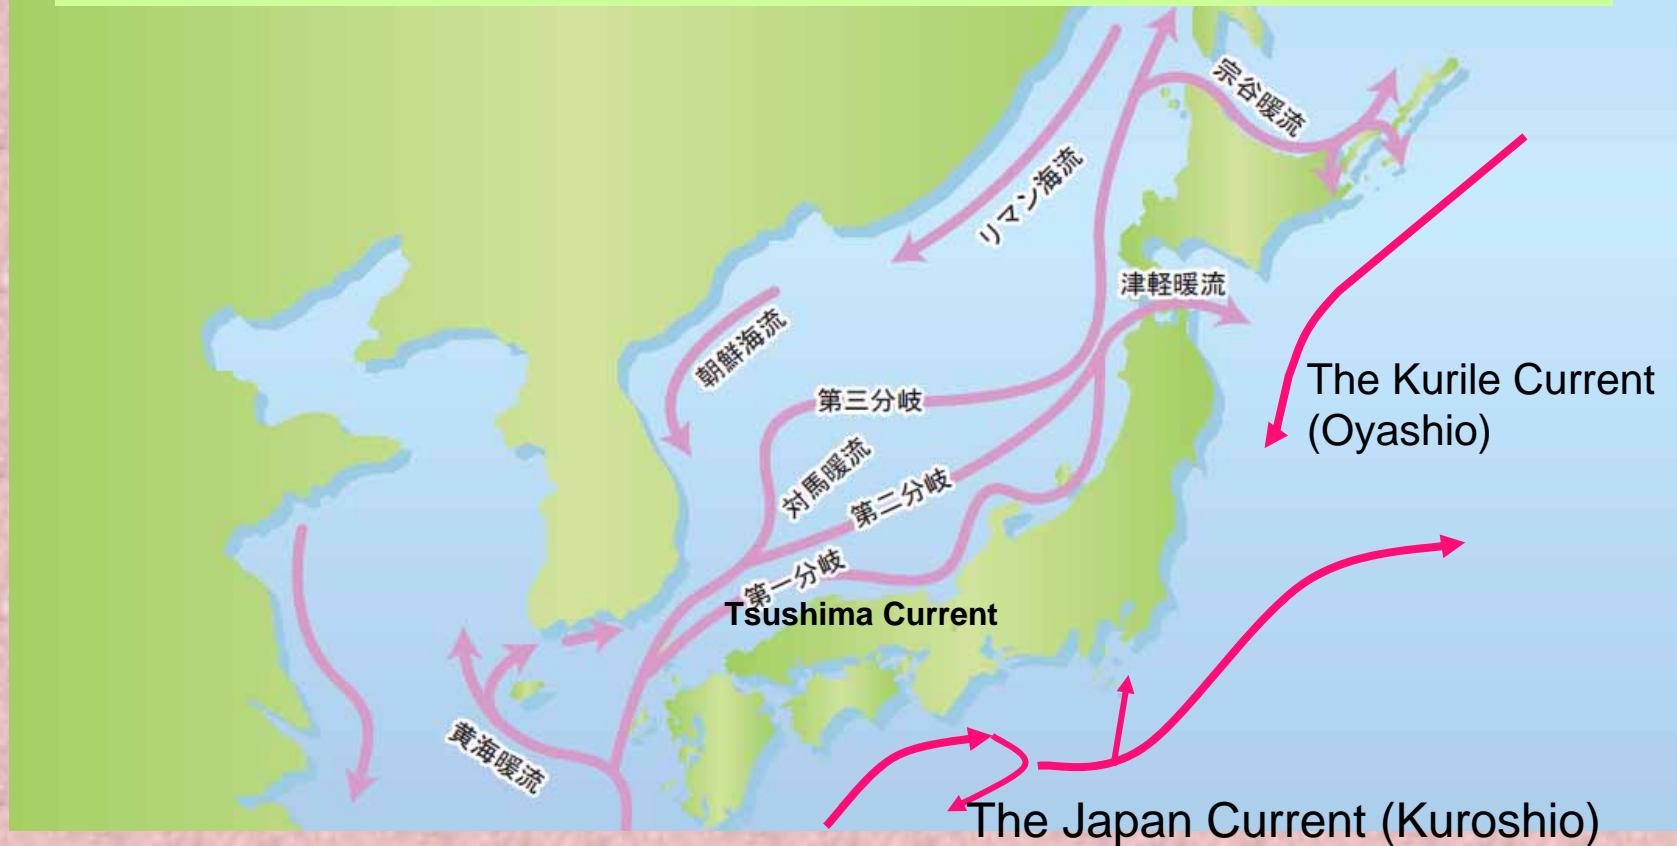 宗谷暖流
リマン海流
津軽暖流
朝鮮海流
The Kurile Current
(Oyashio)
第三分岐
対馬暖流
第二分岐
第一分岐
Tsushima Current
黄海暖流
The Japan Current (Kuroshio)